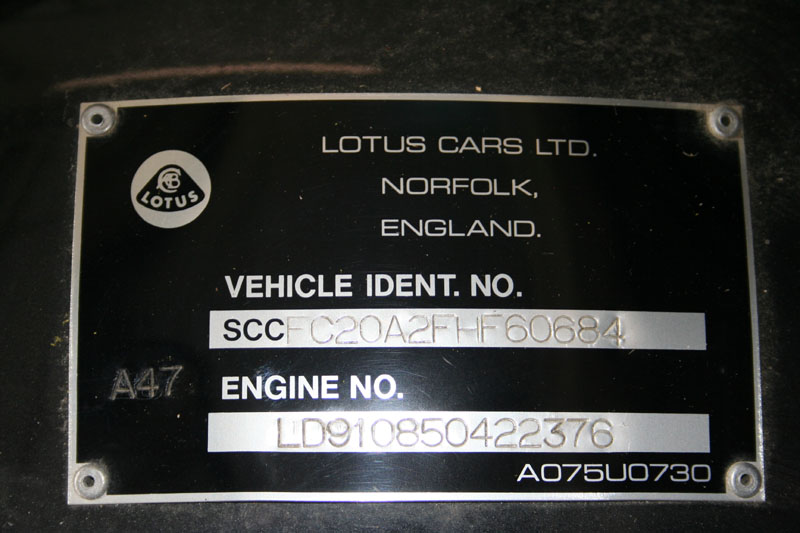 LOTUS CARS LTD.
NORFOLK,
ENGLAND.
LOTUS
VEHICLE IDENT. NO.
SCCFC20A2FHF60684
A47
ENGINE NO.
LD910850422376
A075U0730